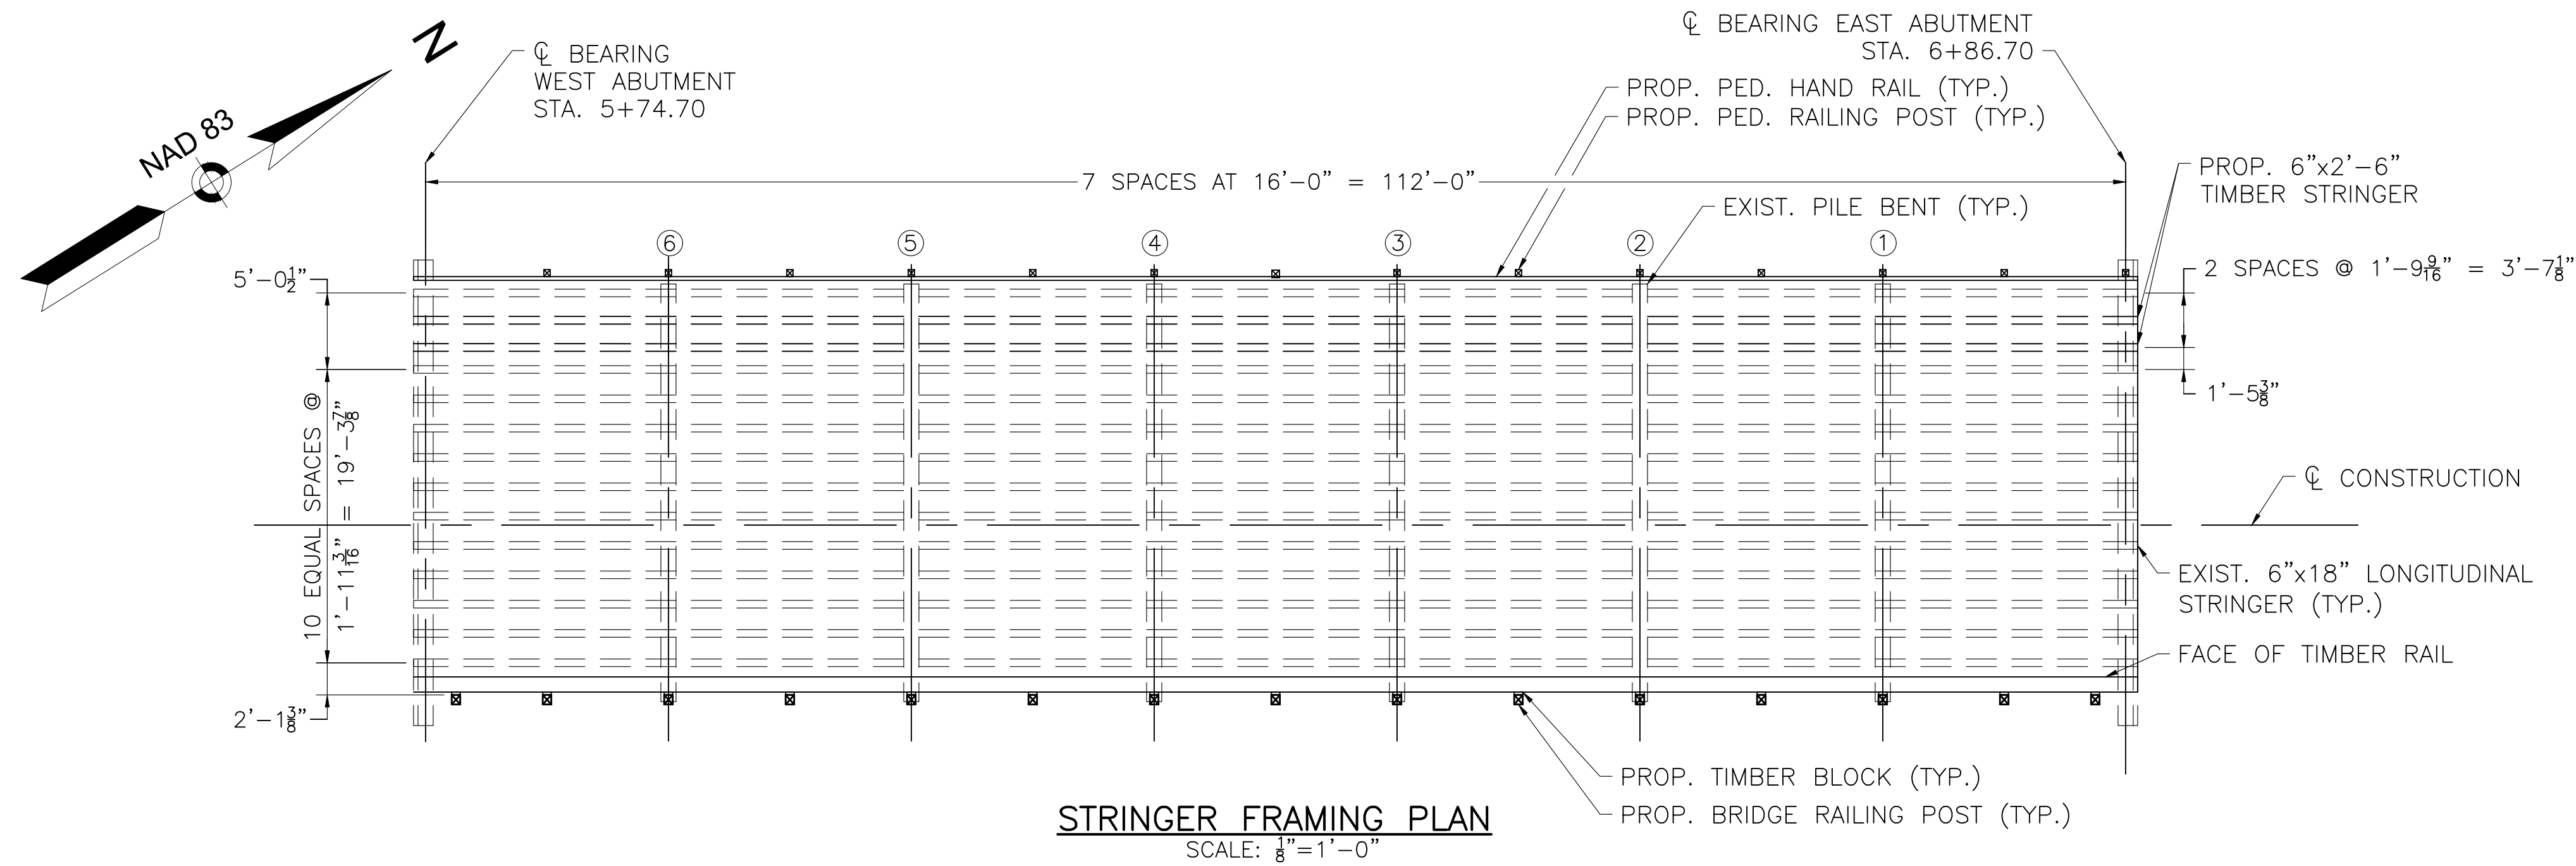 N
NAD 83
℄ BEARING
WEST ABUTMENT
STA. 5+74.70
℄ BEARING EAST ABUTMENT
STA. 6+86.70
PROP. PED. HAND RAIL (TYP.)
PROP. PED. RAILING POST (TYP.)
7 SPACES AT 16'-0" = 112'-0"
PROP. 6"x2'-6"
TIMBER STRINGER
EXIST. PILE BENT (TYP.)
6
5
4
3
2
1
5'-0½"
2 SPACES @ 1'-9 9/16" = 3'-7 1/8"
1'-5 3/8"
10 EQUAL SPACES @
1'-11 3/16" = 19'-3 7/8"
℄ CONSTRUCTION
EXIST. 6"x18" LONGITUDINAL
STRINGER (TYP.)
FACE OF TIMBER RAIL
2'-1 3/8"
PROP. TIMBER BLOCK (TYP.)
PROP. BRIDGE RAILING POST (TYP.)
STRINGER FRAMING PLAN
SCALE: 1/8"=1'-0"